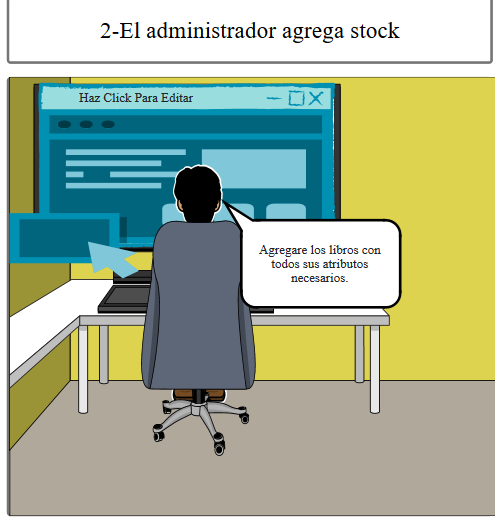 2-El administrador agrega stock
Haz Click Para Editar
Agregare los libros con
todos sus atributos
necesarios.